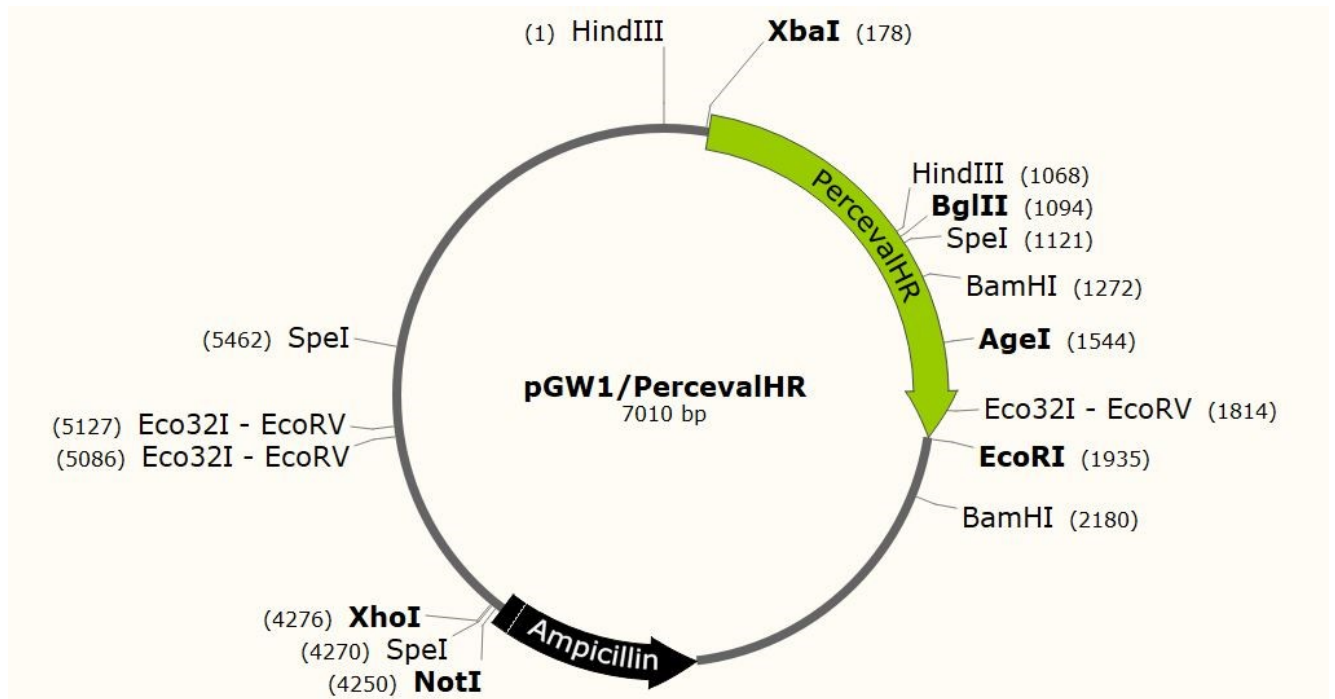 (1) HindIII
XbaI (178)
PercevalHR
HindIII (1068)
BglII (1094)
SpeI (1121)
BamHI (1272)
AgeI (1544)
Eco32I - EcoRV (1814)
EcoRI (1935)
BamHI (2180)
pGW1/PercevalHR
7010 bp
(5462) SpeI
(5127) Eco32I - EcoRV
(5086) Eco32I - EcoRV
(4276) XhoI
(4270) SpeI
(4250) NotI
Ampicillin